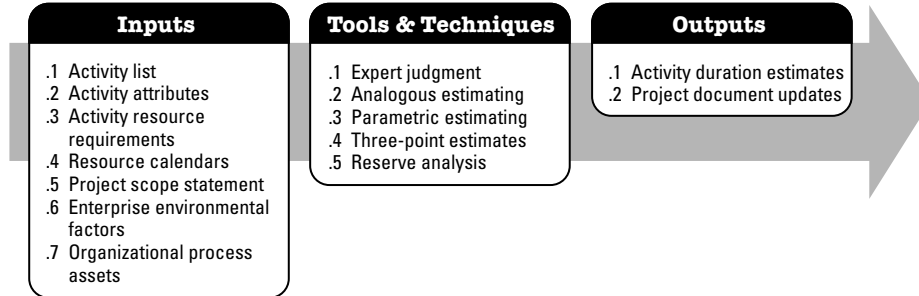 Inputs
.1 Activity list
.2 Activity attributes
.3 Activity resource
requirements
.4 Resource calendars
.5 Project scope statement
.6 Enterprise environmental
factors
.7 Organizational process
assets
Tools & Techniques
.1 Expert judgment
.2 Analogous estimating
.3 Parametric estimating
.4 Three-point estimates
.5 Reserve analysis
Outputs
.1 Activity duration estimates
.2 Project document updates